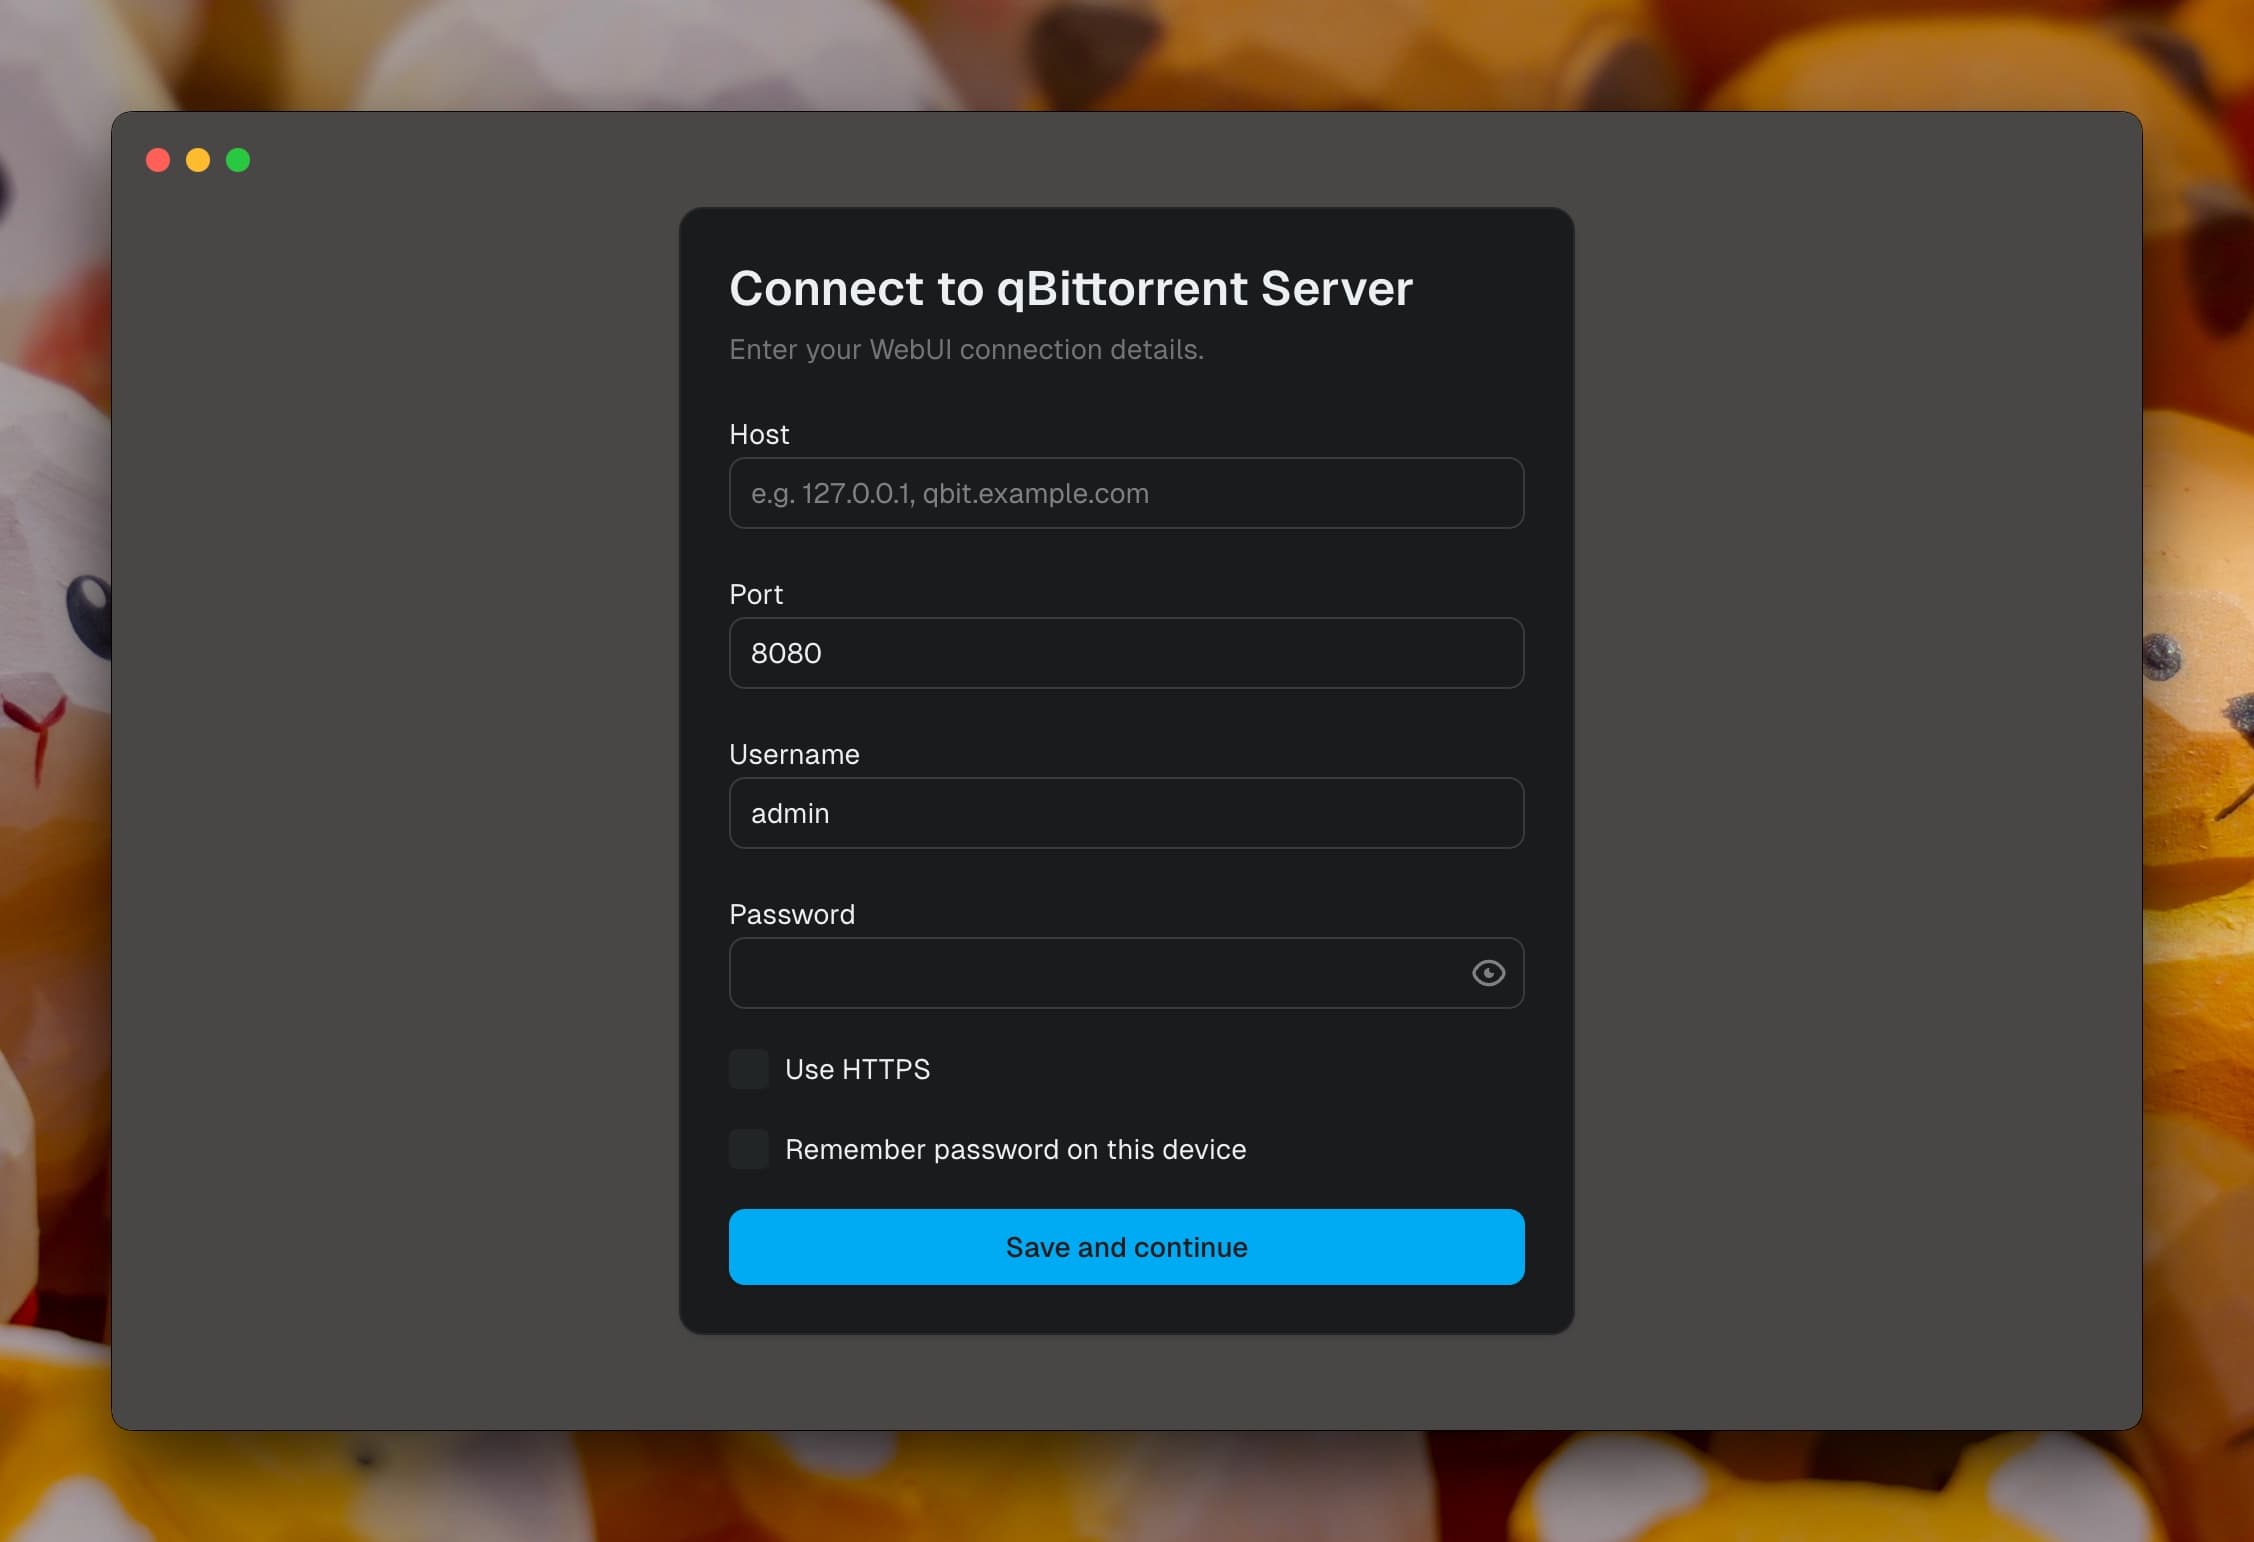 Connect to qBittorrent Server
Enter your WebUI connection details.
Host
e.g. 127.0.0.1, qbit.example.com
Port
8080
Username
admin
Password
Use HTTPS
Remember password on this device
Save and continue